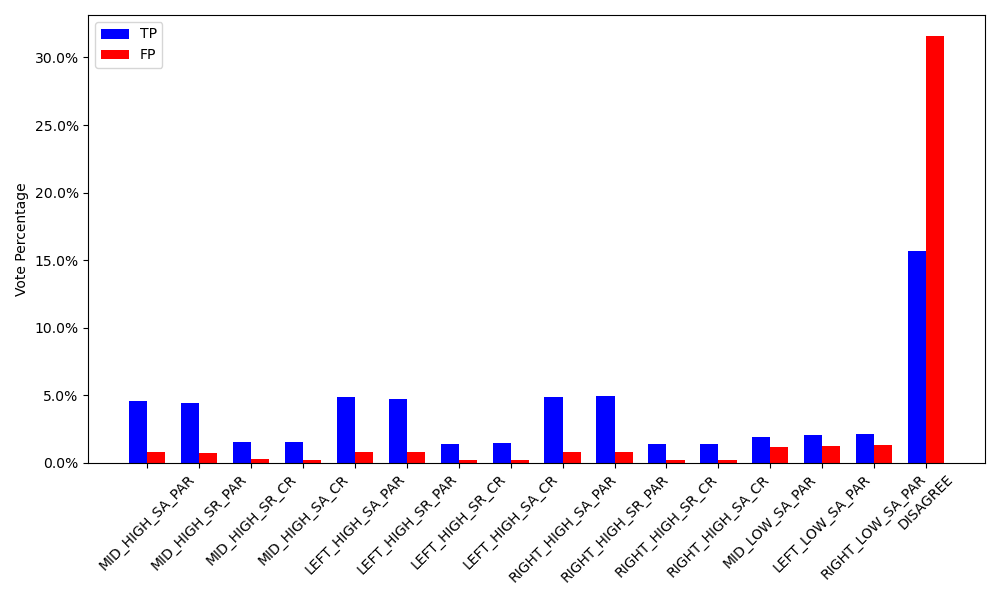 TP
FP
Vote Percentage
30.0%
25.0%
20.0%
15.0%
10.0%
5.0%
0.0%
MID_HIGH_SA_PAR
MID_HIGH_SR_PAR
MID_HIGH_SR_CR
MID_HIGH_SA_CR
LEFT_HIGH_SA_PAR
LEFT_HIGH_SR_PAR
LEFT_HIGH_SR_CR
LEFT_HIGH_SA_CR
RIGHT_HIGH_SA_PAR
RIGHT_HIGH_SR_PAR
RIGHT_HIGH_SR_CR
RIGHT_HIGH_SA_CR
MID_LOW_SA_PAR
LEFT_LOW_SA_PAR
RIGHT_LOW_SA_PAR
DISAGREE